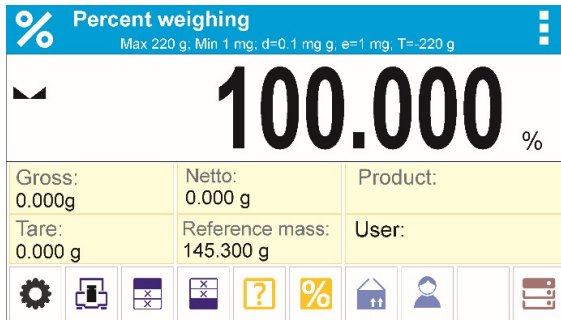 % Percent weighing
Max 220 g; Min 1 mg; d=0.1 mg g; e=1 mg; T=-220 g
100.000 %
Gross: Netto: Product:
0.000g 0.000 g
Tare: Reference mass: User:
0.000 g 145.300 g
x x ? %
x x